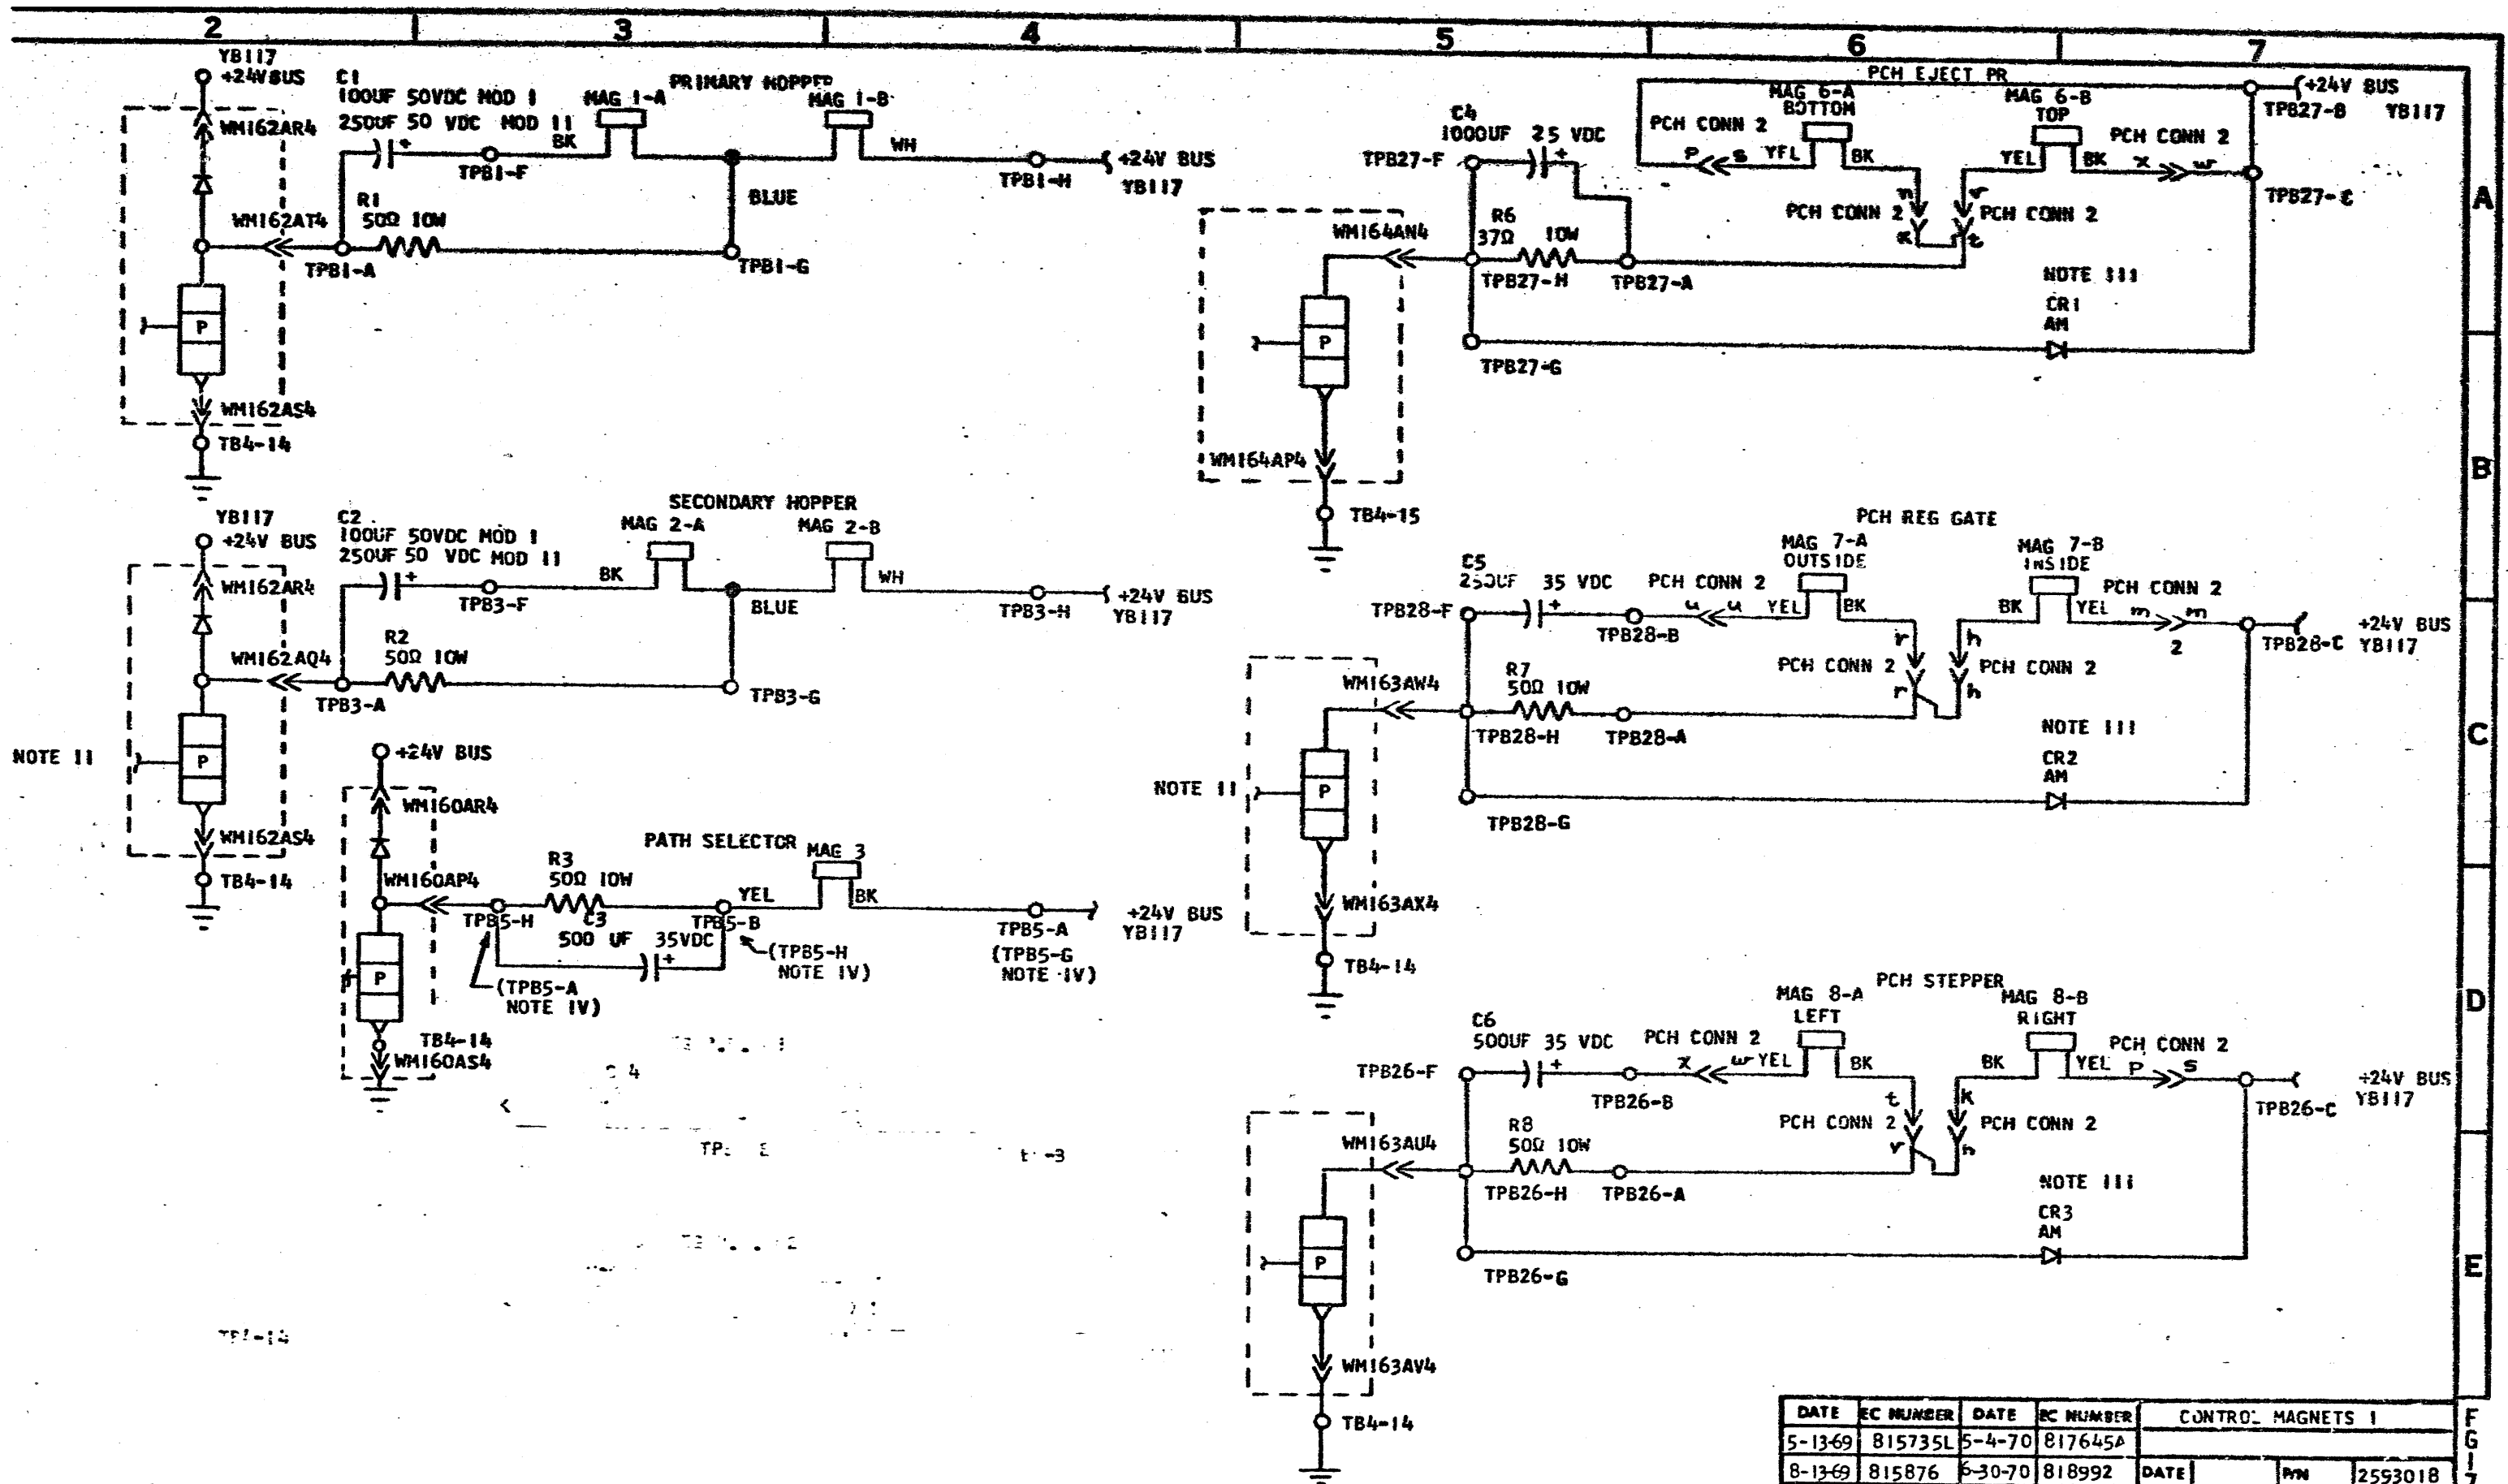 2 3 4 5 6 7
A
B
C
D
E
F
G
1
7
YB117
+24VBUS
WM162AR4
C1
100UF 50VDC MOD I
250UF 50 VDC MOD II
PRIMARY HOPPER
MAG 1-A
MAG 1-B
BK
WH
TPB1-F
TPB1-H
+24V BUS
YB117
BLUE
WM162AT4
R1
50Ω 10W
TPB1-A
TPB1-G
P
WM162AS4
TB4-14
SECONDARY HOPPER
YB117
+24V BUS
WM162AR4
C2
100UF 50VDC MOD I
250UF 50 VDC MOD II
MAG 2-A
MAG 2-B
BK
WH
TPB3-F
TPB3-H
+24V BUS
YB117
BLUE
WM162AQ4
R2
50Ω 10W
TPB3-A
TPB3-G
NOTE II
P
WM162AS4
TB4-14
+24V BUS
WM160AR4
PATH SELECTOR
MAG 3
WM160AP4
R3
50Ω 10W
YEL
BK
TPB5-H
C3
500 UF 35VDC
TPB5-B
TPB5-A
+24V BUS
YB117
(TPB5-A
NOTE IV)
(TPB5-H
NOTE IV)
(TPB5-G
NOTE IV)
P
TB4-14
WM160AS4
TB4-14
PCH EJECT PR
+24V BUS
TPB27-B YB117
C4
1000UF 25 VDC
TPB27-F
PCH CONN 2
MAG 6-A
BOTTOM
MAG 6-B
TOP
PCH CONN 2
p s YEL BK
YEL BK x w
TPB27-C
n r
PCH CONN 2 PCH CONN 2
k t
WM164AN4
R6
37Ω 10W
TPB27-H
TPB27-A
NOTE III
CR1
AM
TPB27-G
P
WM164AP4
TB4-15
PCH REG GATE
C5
250UF 35 VDC
TPB28-F
TPB28-B
PCH CONN 2
MAG 7-A
OUTSIDE
MAG 7-B
INSIDE
PCH CONN 2
u u YEL BK
BK YEL m m
2
TPB28-C
+24V BUS
YB117
r h
PCH CONN 2 PCH CONN 2
r h
WM163AW4
R7
50Ω 10W
TPB28-H
TPB28-A
NOTE III
CR2
AM
TPB28-G
NOTE II
P
WM163AX4
TB4-14
PCH STEPPER
C6
500UF 35 VDC
TPB26-F
TPB26-B
PCH CONN 2
MAG 8-A
LEFT
MAG 8-B
RIGHT
PCH CONN 2
x w YEL BK
BK YEL p s
TPB26-C
+24V BUS
YB117
t k
PCH CONN 2 PCH CONN 2
r h
WM163AU4
R8
50Ω 10W
TPB26-H
TPB26-A
NOTE III
CR3
AM
TPB26-G
P
WM163AV4
TB4-14
DATE EC NUMBER DATE EC NUMBER CONTROL MAGNETS 1
5-13-69 815735L 5-4-70 817645A
8-13-69 815876 6-30-70 818992 DATE P/N 2593018